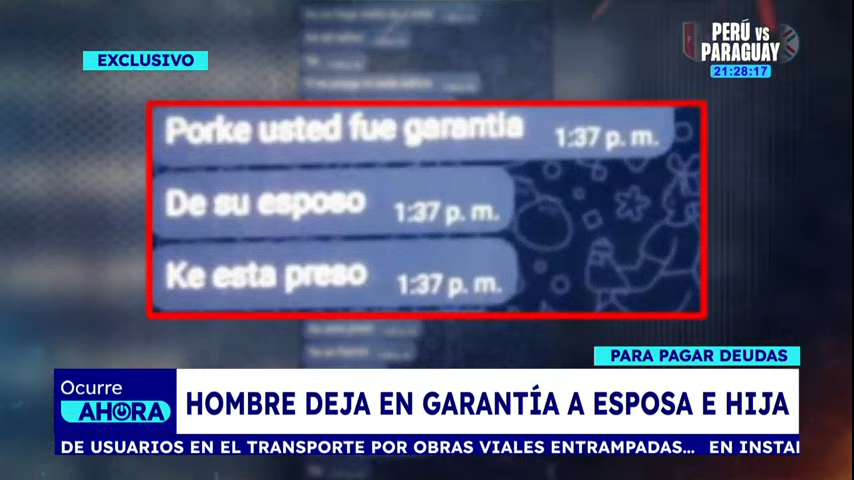 EXCLUSIVO
PERÚ vs
PARAGUAY
21:28:17
Porke usted fue garantia 1:37 p. m.
De su esposo 1:37 p. m.
Ke esta preso 1:37 p. m.
PARA PAGAR DEUDAS
Ocurre
AHORA
HOMBRE DEJA EN GARANTÍA A ESPOSA E HIJA
DE USUARIOS EN EL TRANSPORTE POR OBRAS VIALES ENTRAMPADAS... EN INSTA